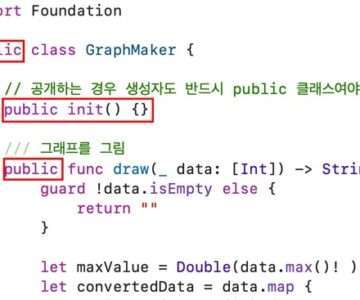 ort Foundation
lic class GraphMaker {
// 공개하는 경우 생성자도 반드시 public 클래스여야
public init() {}
/// 그래프를 그림
public func draw(_ data: [Int]) -> Strin
guard !data.isEmpty else {
return ""
}
let maxValue = Double(data.max()! )
let convertedData = data.map {